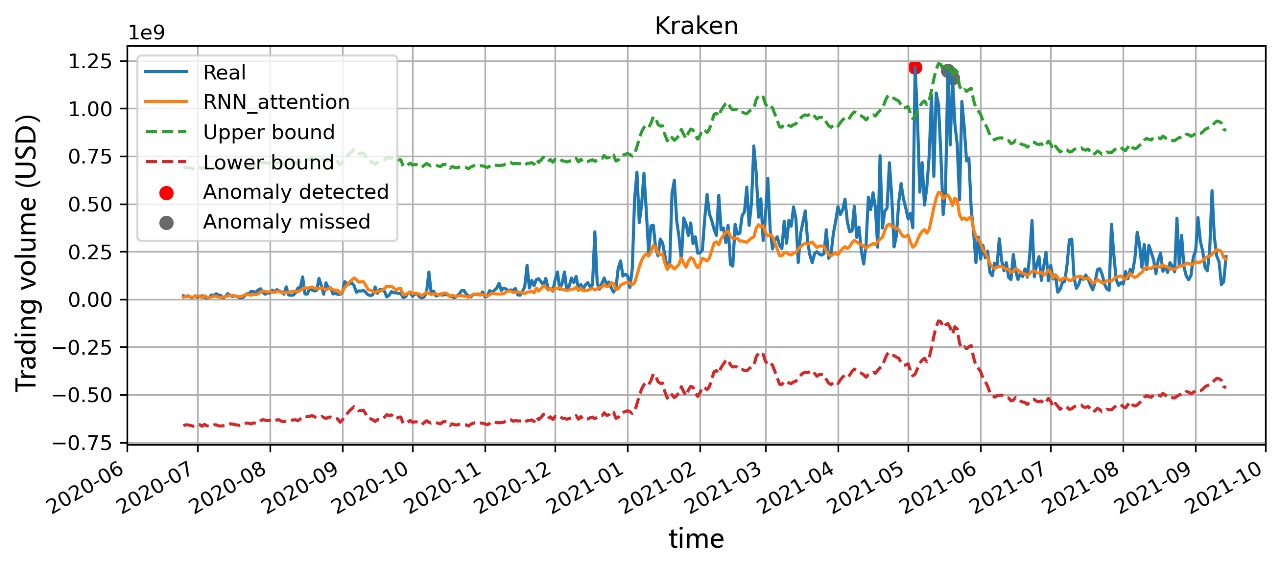 Kraken
1e9
Trading volume (USD)
1.25
1.00
0.75
0.50
0.25
0.00
−0.25
−0.50
−0.75
Real
RNN_attention
Upper bound
Lower bound
Anomaly detected
Anomaly missed
2020-06
2020-07
2020-08
2020-09
2020-10
2020-11
2020-12
2021-01
2021-02
2021-03
2021-04
2021-05
2021-06
2021-07
2021-08
2021-09
2021-10
time